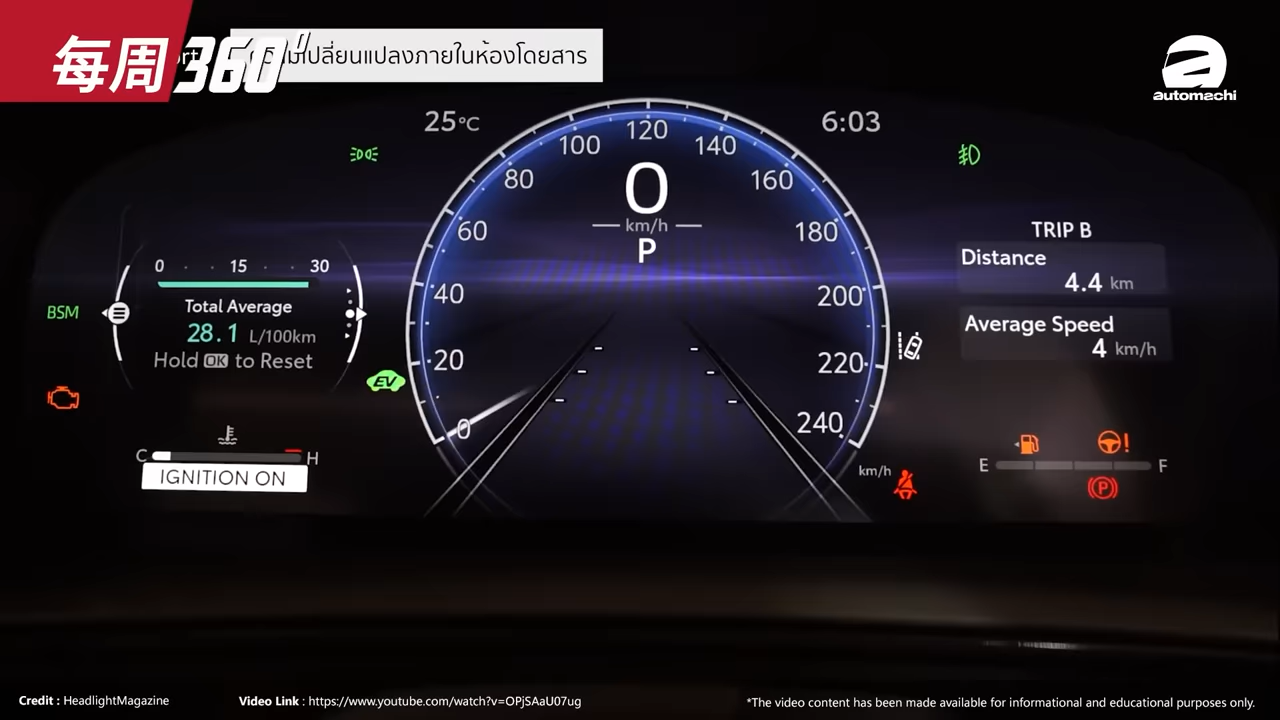 每周360°
เปลี่ยนแปลงภายในห้องโดยสาร
automachi
25°C
6:03
0
km/h
P
0
20
40
60
80
100
120
140
160
180
200
220
240
km/h
BSM
0 15 30
Total Average
28.1 L/100km
Hold OK to Reset
EV
C H
IGNITION ON
TRIP B
Distance
4.4 km
Average Speed
4 km/h
E F
P
Credit : HeadlightMagazine
Video Link : https://www.youtube.com/watch?v=OPjSAaU07ug
*The video content has been made available for informational and educational purposes only.